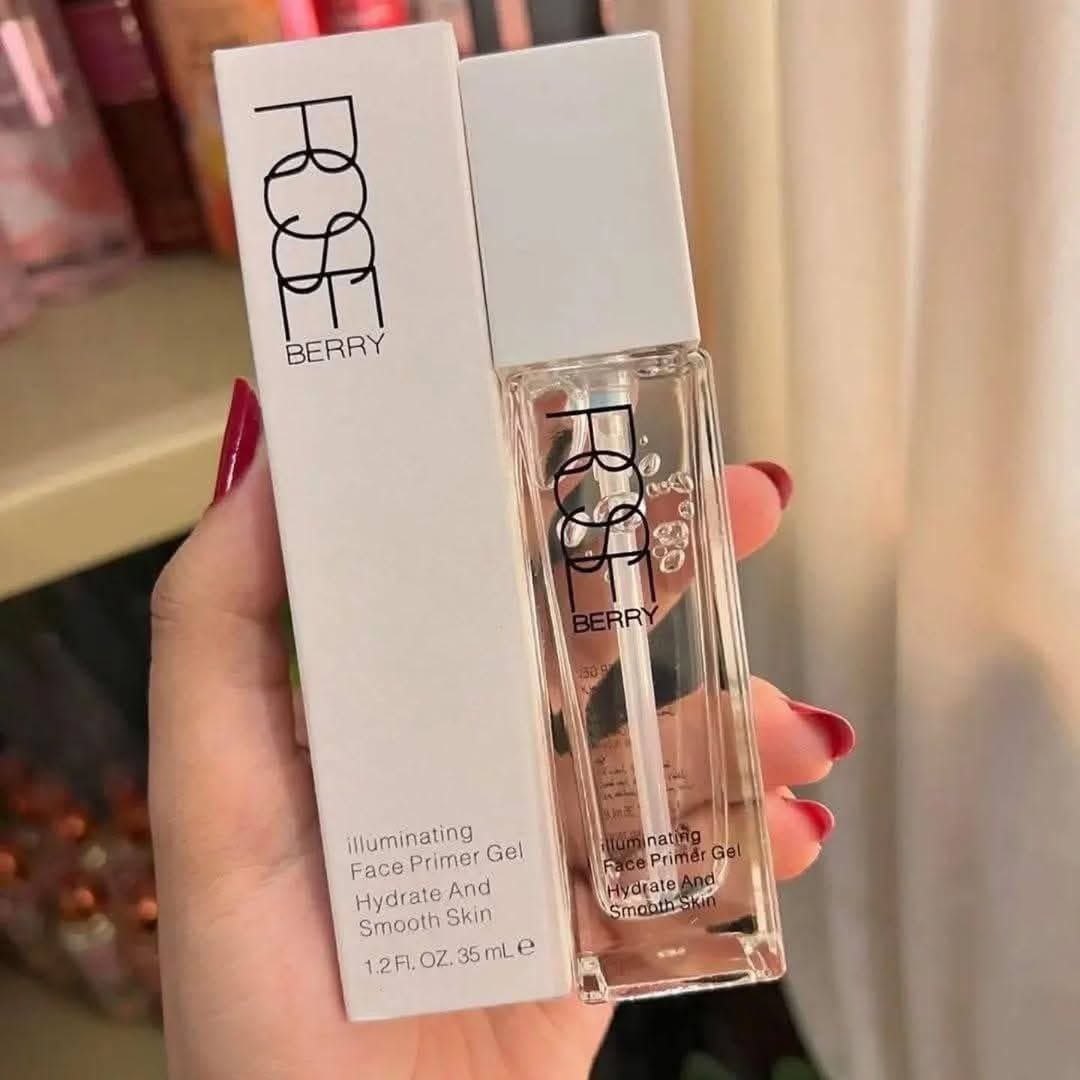 ROSE
BERRY
illuminating
Face Primer Gel
Hydrate And
Smooth Skin
1.2 Fl. OZ. 35 mL e
ROSE
BERRY
illuminating
Face Primer Gel
Hydrate And
Smooth Skin